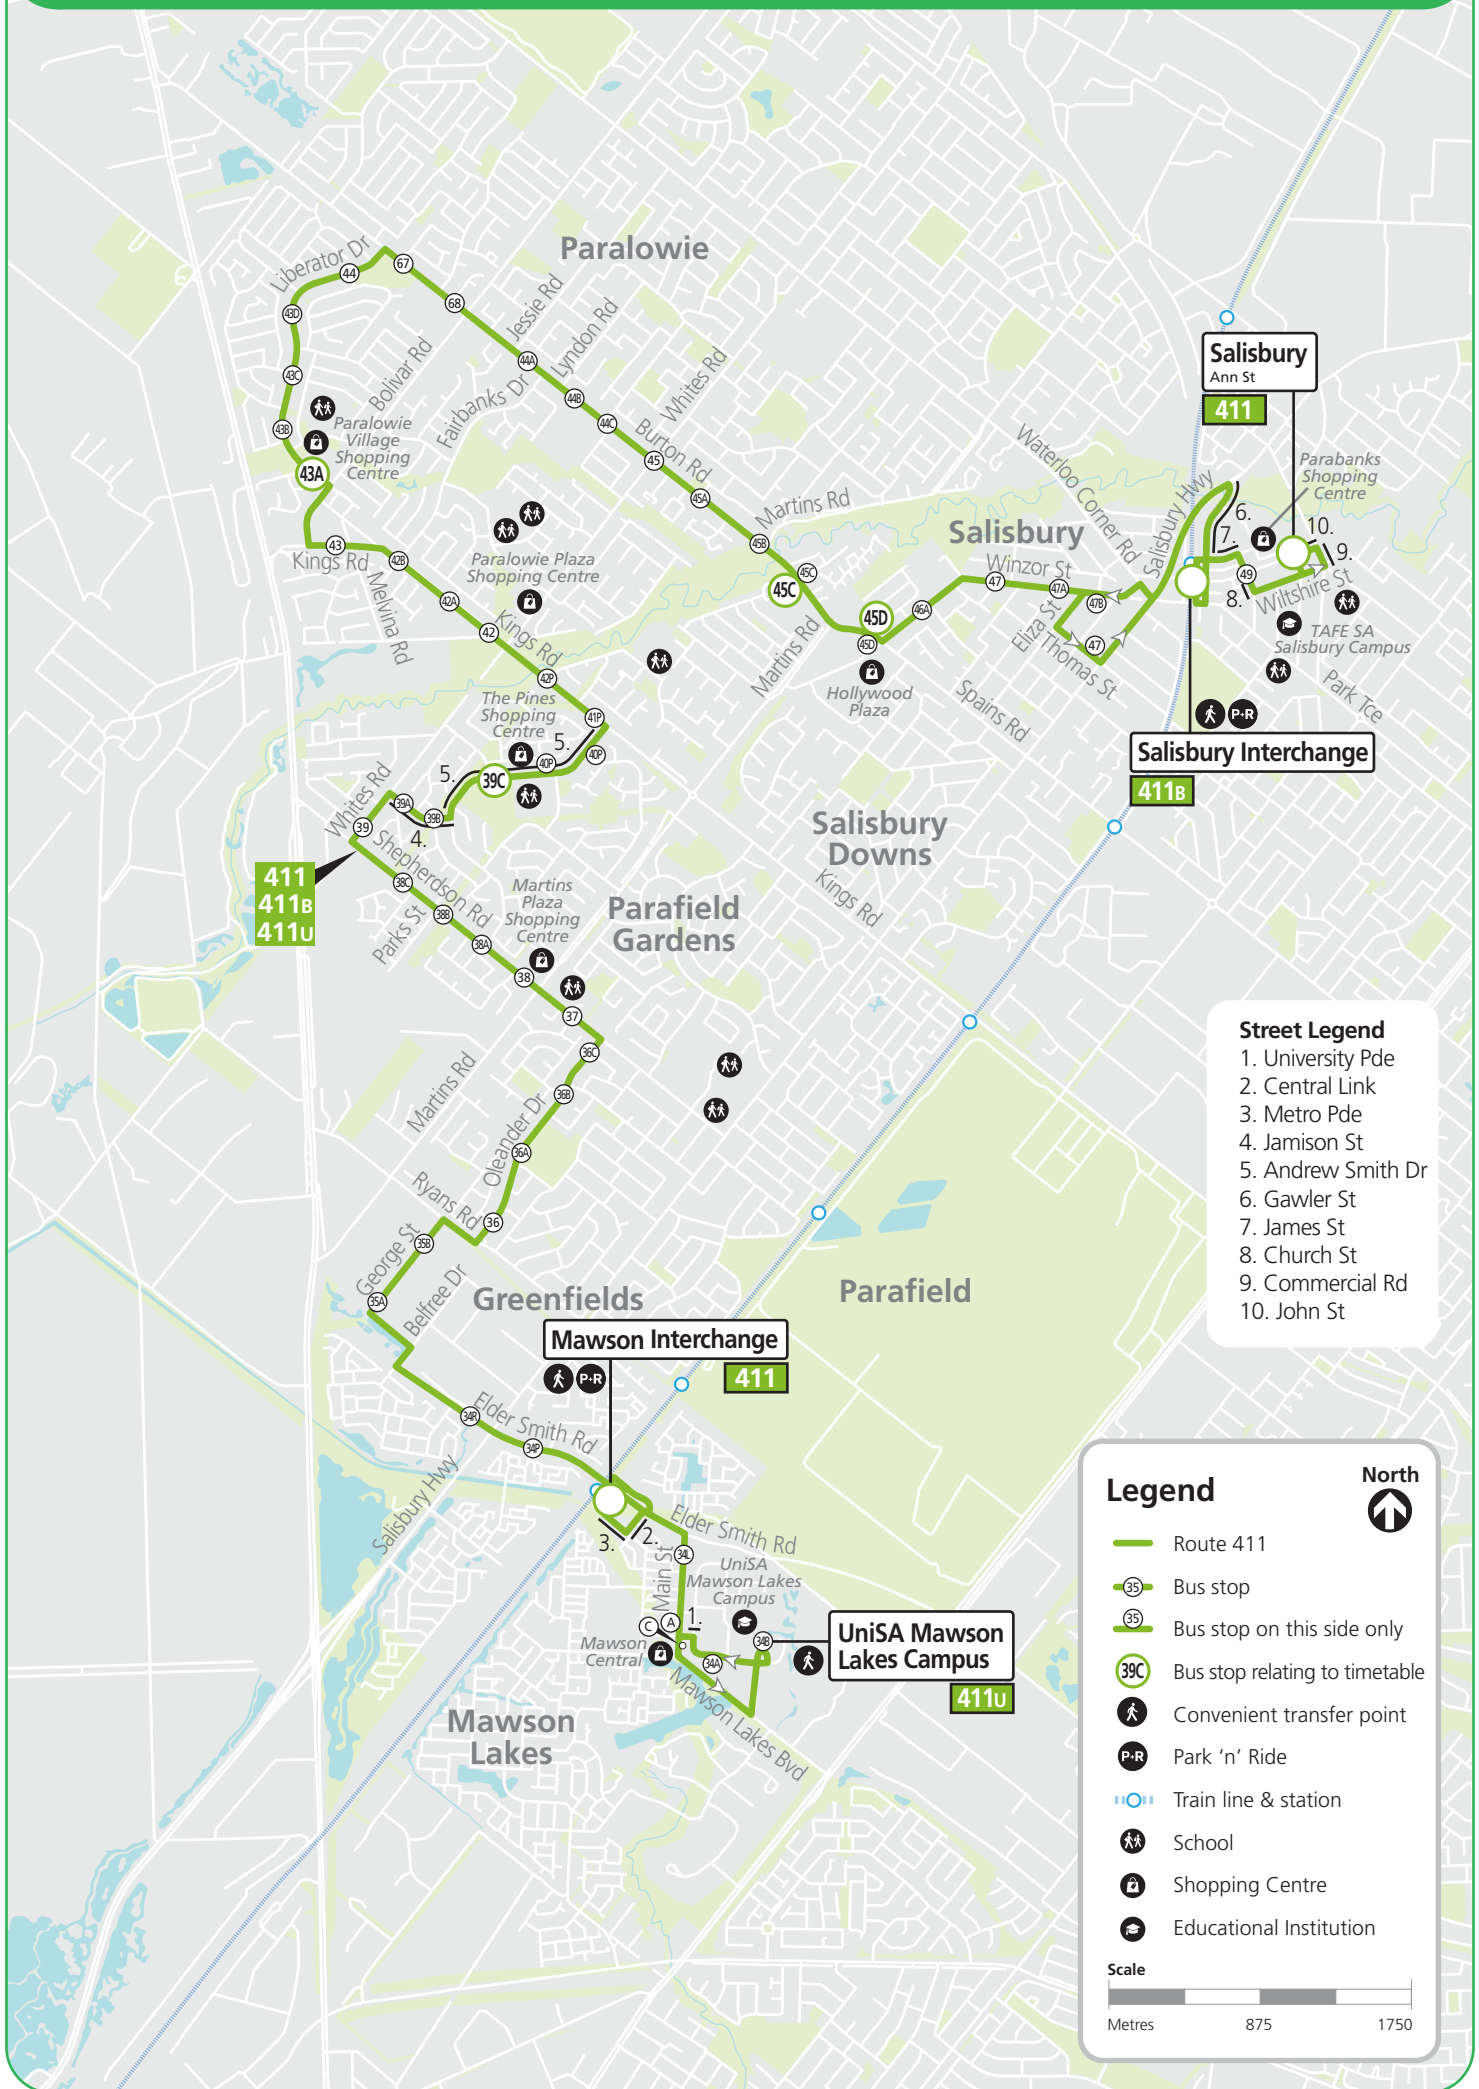 Paralowie
Liberator Dr
44
67
68
43D
43C
43B
Jessie Rd
Lyndon Rd
44A
Bolivar Rd
Fairbanks Dr
44B
44C
Whites Rd
Burton Rd
45
45A
Paralowie
Village
Shopping
Centre
43A
43
Kings Rd
42B
Melvina Rd
42A
42
Kings Rd
42P
41P
40P
40P
Paralowie Plaza
Shopping Centre
Martins Rd
45B
45C
45C
45D
45D
46A
Martins Rd
Hollywood
Plaza
Spains Rd
Salisbury
Winzor St
47
47A
47B
47
Eliza St
Thomas St
Waterloo Corner Rd
Salisbury Hwy
Salisbury
Ann St
411
Parabanks
Shopping
Centre
6.
7.
10.
9.
49
8.
Wiltshire St
TAFE SA
Salisbury Campus
Park Tce
P+R
Salisbury Interchange
411B
The Pines
Shopping
Centre
5.
5.
39C
Whites Rd
39A
39B
4.
39
Shepherdson Rd
411
411B
411U
38C
38B
Parks St
38A
38
37
Martins
Plaza
Shopping
Centre
Parafield
Gardens
Salisbury
Downs
Kings Rd
36C
36B
36A
36
Martins Rd
Oleander Dr
Ryans Rd
George St
35B
35A
Belfree Dr
Greenfields
Parafield
Mawson Interchange
P+R
411
34R
Elder Smith Rd
34P
Salisbury Hwy
3.
2.
Elder Smith Rd
34L
Main St
UniSA
Mawson Lakes
Campus
C
A
1.
34B
34A
Mawson
Central
UniSA Mawson
Lakes Campus
411U
Mawson Lakes Bvd
Mawson
Lakes
Street Legend
1. University Pde
2. Central Link
3. Metro Pde
4. Jamison St
5. Andrew Smith Dr
6. Gawler St
7. James St
8. Church St
9. Commercial Rd
10. John St
Legend
North
Route 411
35
Bus stop
35
Bus stop on this side only
39C
Bus stop relating to timetable
Convenient transfer point
P+R
Park ‘n’ Ride
Train line & station
School
Shopping Centre
Educational Institution
Scale
Metres 875 1750